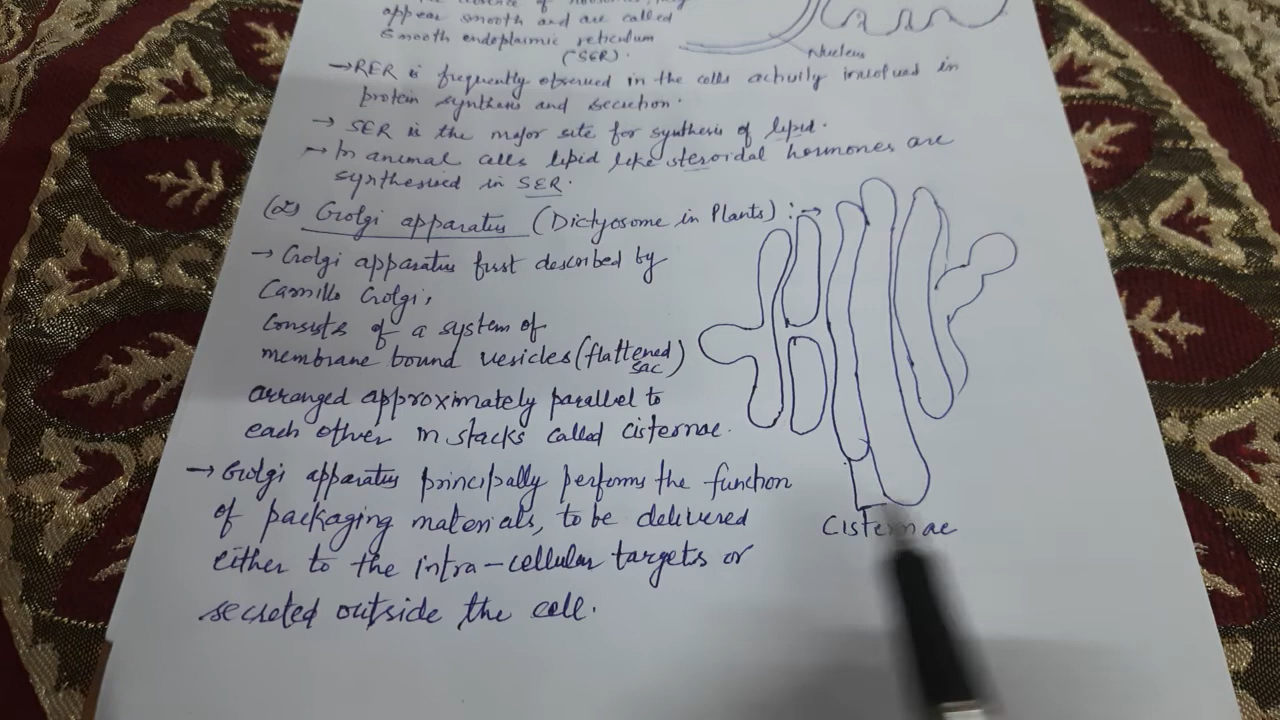 absence of
appear smooth and are called
Smooth endoplasmic reticulum
(SER).
Nucleus
→ RER is frequently observed in the cells actively involved in
protein synthesis and secretion.
→ SER is the major site for synthesis of lipid.
→ In animal cells lipid like steroidal hormones are
synthesised in SER.
(2) Golgi apparatus (Dictyosome in Plants) :→
→ Golgi apparatus first described by
Camillo Golgi,
Consists of a system of
membrane bound vesicles (flattened
sac)
arranged approximately parallel to
each other in stacks called cisternae.
→ Golgi apparatus principally performs the function
of packaging materials, to be delivered
either to the intra-cellular targets or
secreted outside the cell.
Cisternae